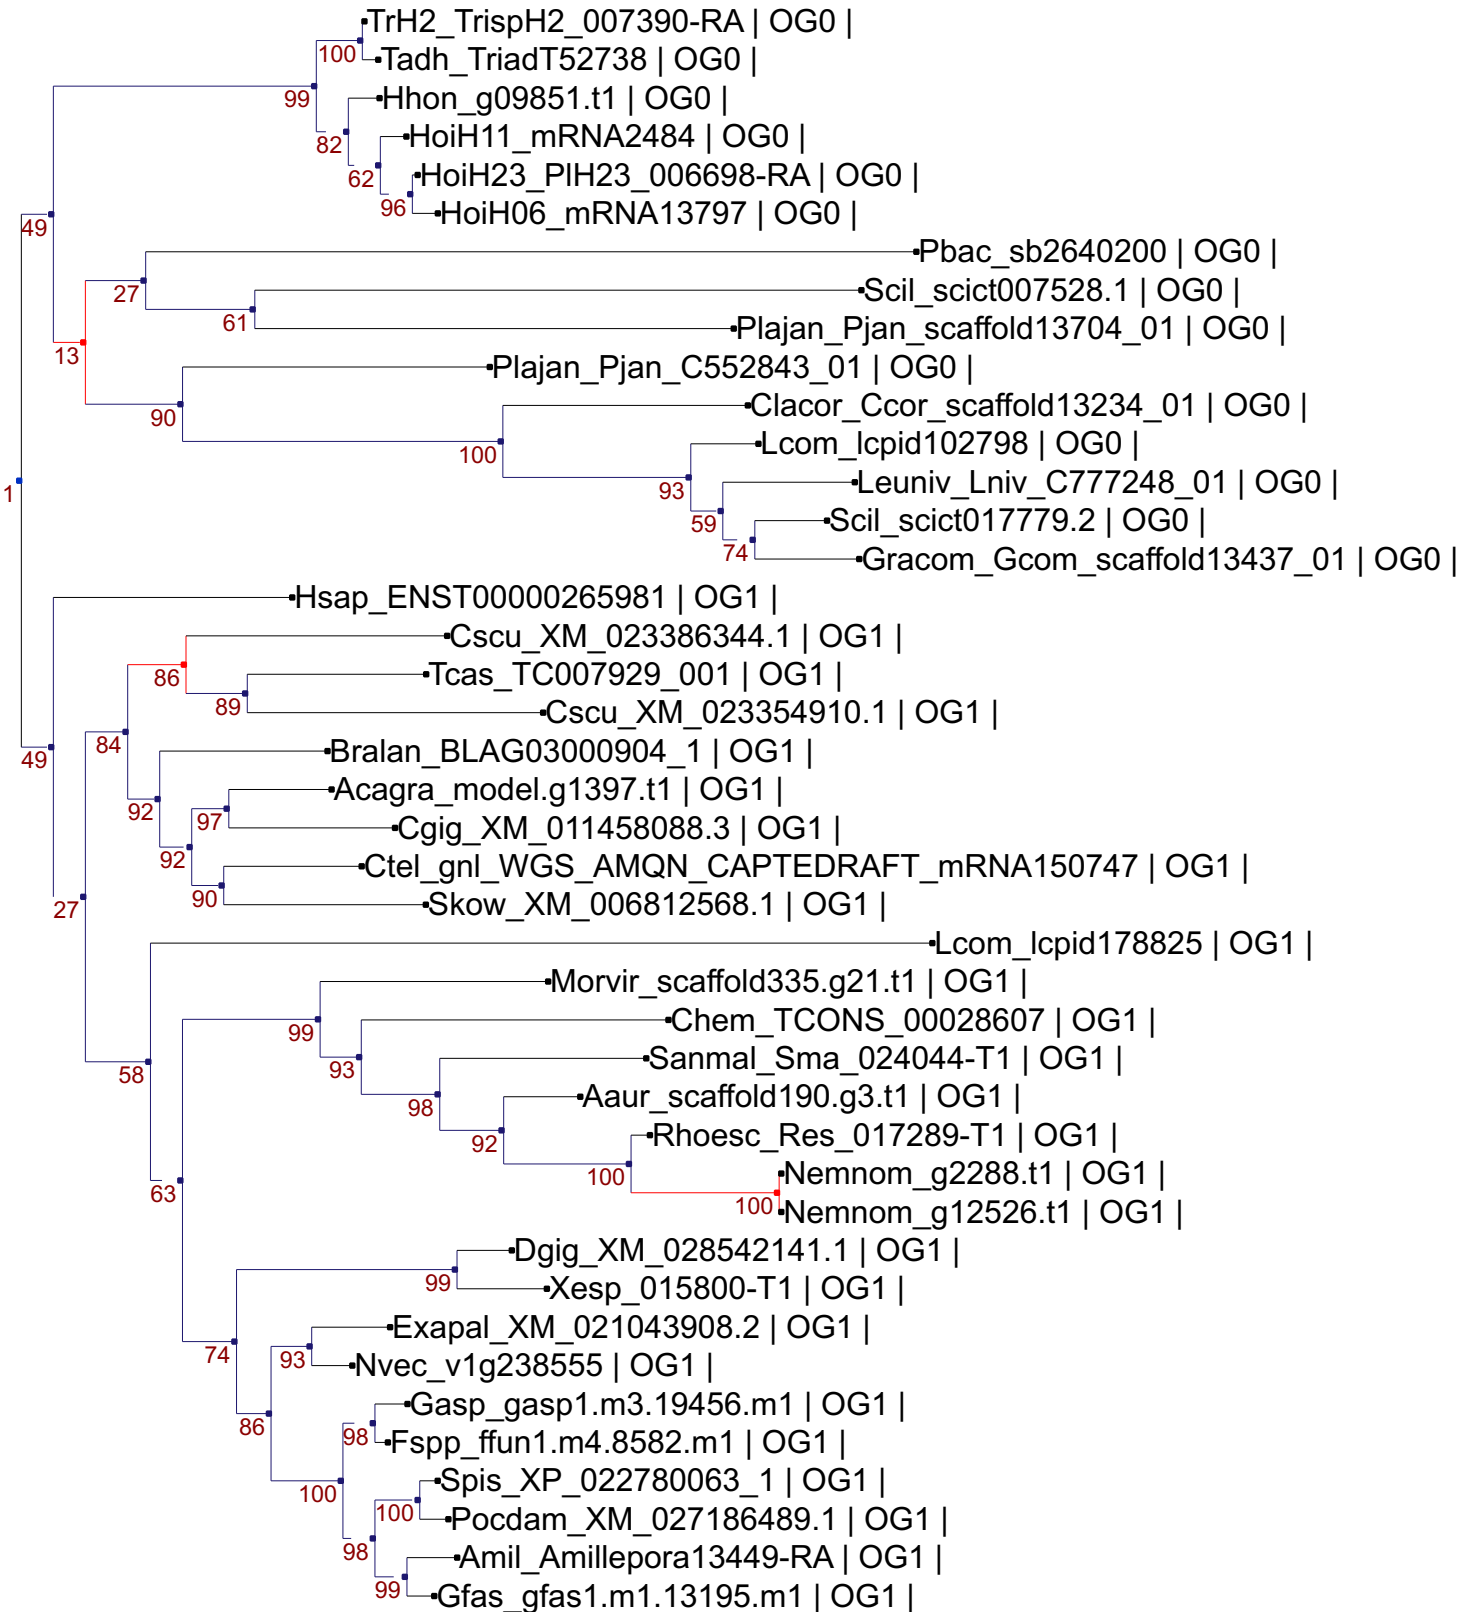 TrH2_TrispH2_007390-RA | OG0 |
100
Tadh_TriadT52738 | OG0 |
99
Hhon_g09851.t1 | OG0 |
82
HoiH11_mRNA2484 | OG0 |
62
HoiH23_PlH23_006698-RA | OG0 |
96
HoiH06_mRNA13797 | OG0 |
49
Pbac_sb2640200 | OG0 |
27
Scil_scict007528.1 | OG0 |
61
Plajan_Pjan_scaffold13704_01 | OG0 |
13
Plajan_Pjan_C552843_01 | OG0 |
90
Clacor_Ccor_scaffold13234_01 | OG0 |
100
Lcom_lcpid102798 | OG0 |
93
Leuniv_Lniv_C777248_01 | OG0 |
1
59
Scil_scict017779.2 | OG0 |
74
Gracom_Gcom_scaffold13437_01 | OG0 |
Hsap_ENST00000265981 | OG1 |
Cscu_XM_023386344.1 | OG1 |
86
Tcas_TC007929_001 | OG1 |
89
Cscu_XM_023354910.1 | OG1 |
84
49
Bralan_BLAG03000904_1 | OG1 |
92
Acagra_model.g1397.t1 | OG1 |
97
Cgig_XM_011458088.3 | OG1 |
92
Ctel_gnl_WGS_AMQN_CAPTEDRAFT_mRNA150747 | OG1 |
90
Skow_XM_006812568.1 | OG1 |
27
Lcom_lcpid178825 | OG1 |
Morvir_scaffold335.g21.t1 | OG1 |
99
Chem_TCONS_00028607 | OG1 |
93
58
Sanmal_Sma_024044-T1 | OG1 |
98
Aaur_scaffold190.g3.t1 | OG1 |
92
Rhoesc_Res_017289-T1 | OG1 |
100
Nemnom_g2288.t1 | OG1 |
63
100
Nemnom_g12526.t1 | OG1 |
Dgig_XM_028542141.1 | OG1 |
99
Xesp_015800-T1 | OG1 |
Exapal_XM_021043908.2 | OG1 |
74
93
Nvec_v1g238555 | OG1 |
Gasp_gasp1.m3.19456.m1 | OG1 |
86
98
Fspp_ffun1.m4.8582.m1 | OG1 |
Spis_XP_022780063_1 | OG1 |
100
100
Pocdam_XM_027186489.1 | OG1 |
98
Amil_Amillepora13449-RA | OG1 |
99
Gfas_gfas1.m1.13195.m1 | OG1 |